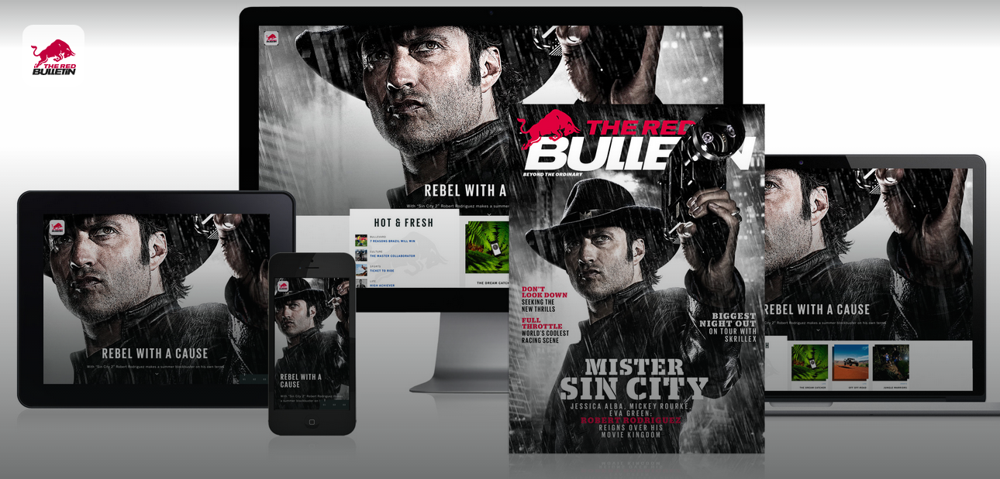 THE RED
BULLETIN
REBEL WITH A
With "Sin City 2" Robert Rodriguez makes a summer
HOT & FRESH
BULLEVARD
7 REASONS BRAZIL WILL WIN
CULTURE
THE MASTER COLLABORATOR
SPORTS
TICKET TO RIDE
LIFE
HIGH ACHIEVER
THE DREAM CATCH
REBEL WITH A CAUSE
With "Sin City 2" Robert Rodriguez makes a summer blockbuster on his own terms
REBEL WITH A
CAUSE
With "Sin City 2" Robert Rodriguez makes
a summer blockbuster on
THE RED
BULLETIN
BEYOND THE ORDINARY
DON'T
LOOK DOWN
SEEKING THE
NEW THRILLS
FULL
THROTTLE
WORLD'S COOLEST
RACING SCENE
BIGGEST
NIGHT OUT
ON TOUR WITH
SKRILLEX
MISTER
SIN CITY
JESSICA ALBA, MICKEY ROURKE,
EVA GREEN:
ROBERT RODRIGUEZ
REIGNS OVER HIS
MOVIE KINGDOM
REBEL WITH A CAUSE
City 2" Robert Rodriguez makes a summer blockbuster on his own terms
H
THE DREAM CATCHER
JUNGLE WARRIORS